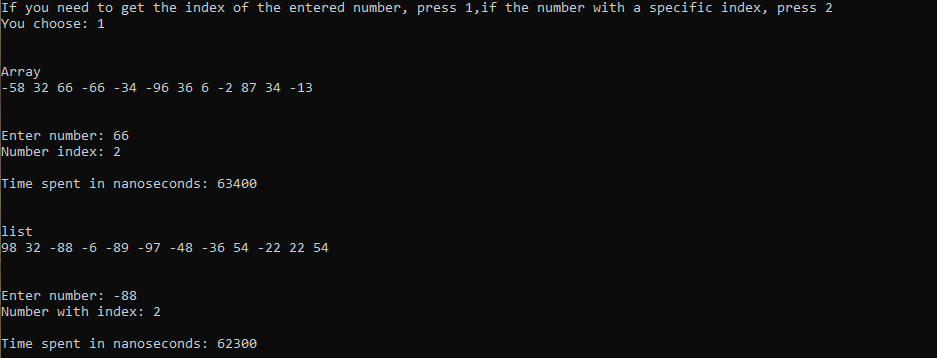 If you need to get the index of the entered number, press 1,if the number with a specific index, press 2
You choose: 1
Array
-58 32 66 -66 -34 -96 36 6 -2 87 34 -13
Enter number: 66
Number index: 2
Time spent in nanoseconds: 63400
list
98 32 -88 -6 -89 -97 -48 -36 54 -22 22 54
Enter number: -88
Number with index: 2
Time spent in nanoseconds: 62300